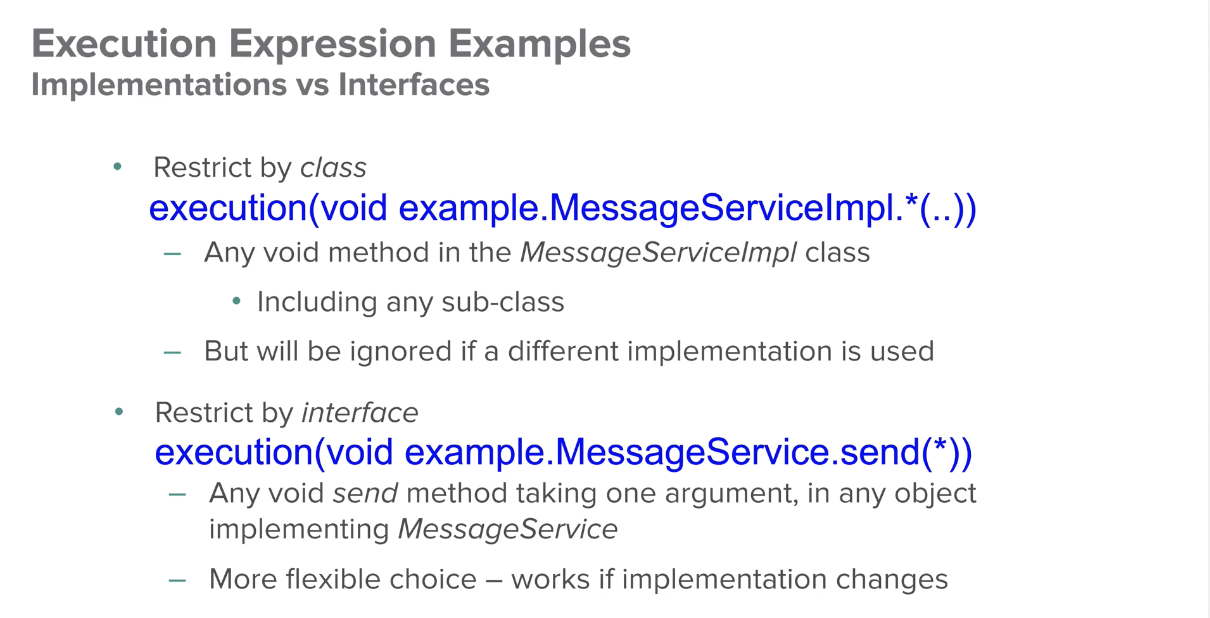 Execution Expression Examples
Implementations vs Interfaces
• Restrict by class
execution(void example.MessageServiceImpl.*(..))
– Any void method in the MessageServiceImpl class
• Including any sub-class
– But will be ignored if a different implementation is used
• Restrict by interface
execution(void example.MessageService.send(*))
– Any void send method taking one argument, in any object
implementing MessageService
– More flexible choice – works if implementation changes